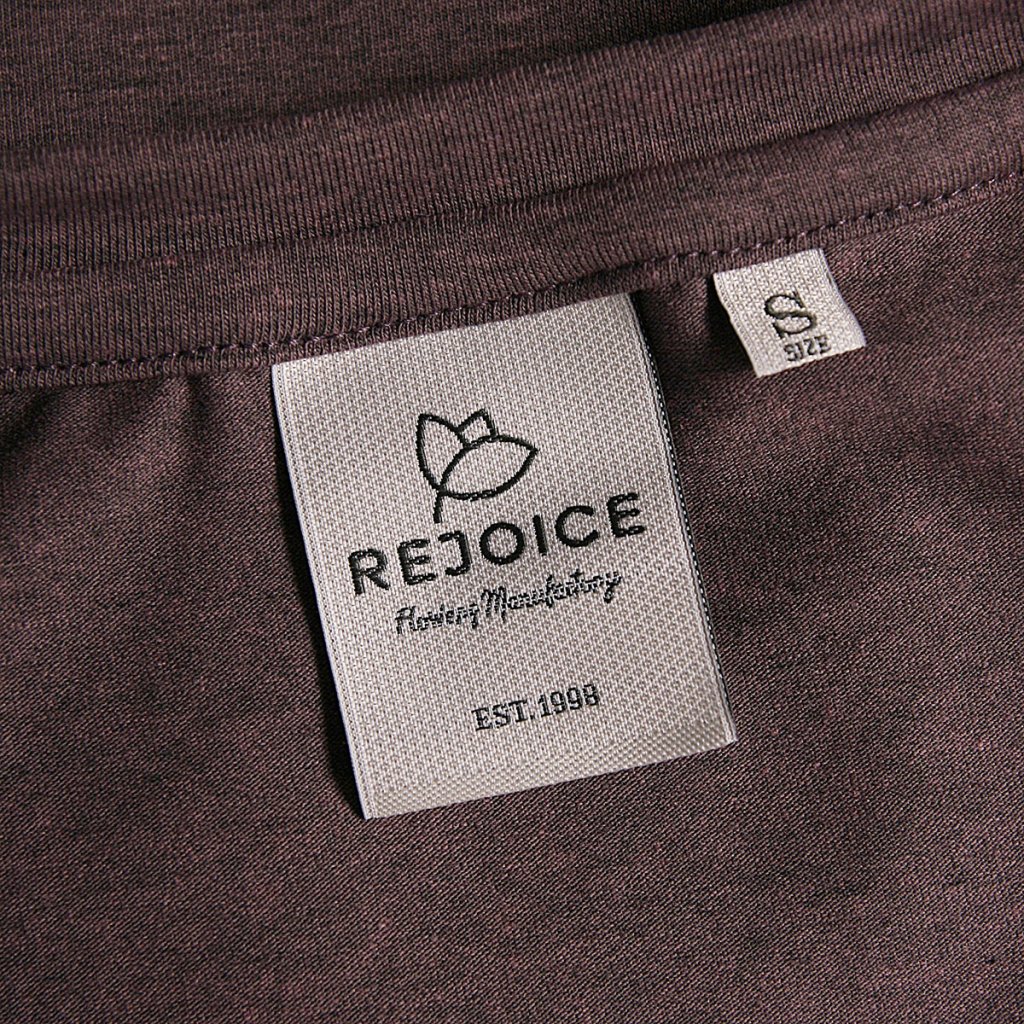 REJOICE
Flowers Manufactory
EST. 1998
S
SIZE